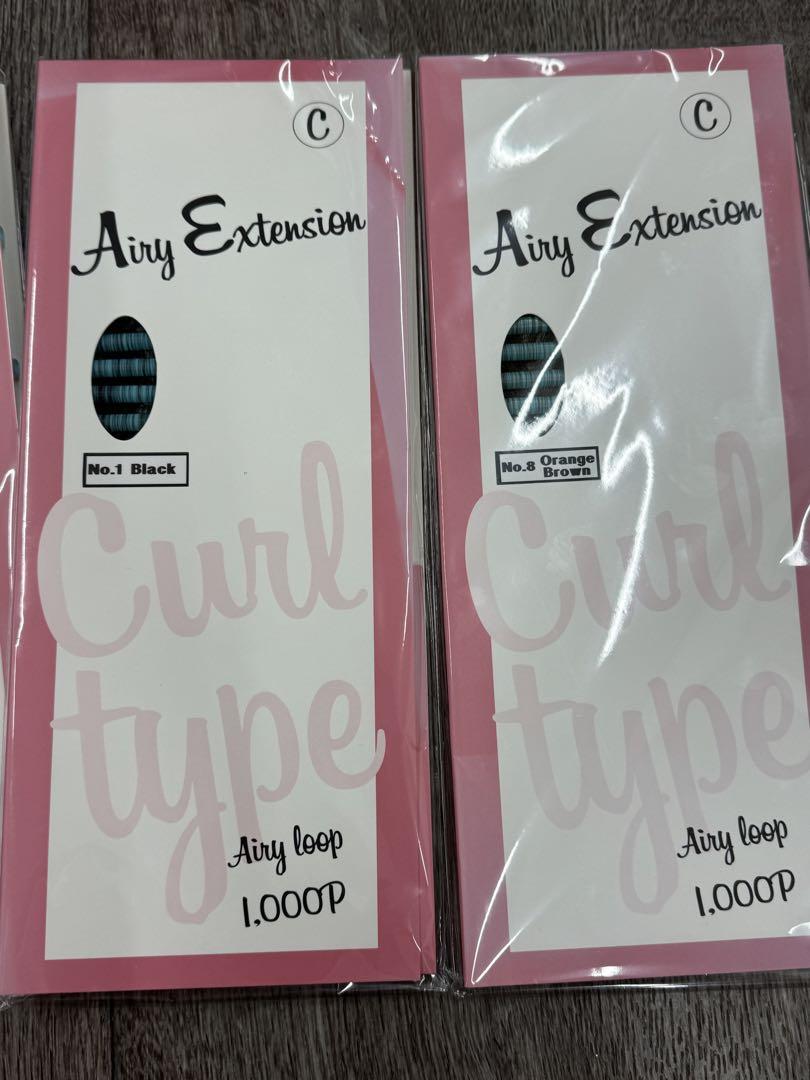 C
Airy Extension
No.1 Black
Curl
type
Airy loop
1,000P
C
Airy Extension
No.8 Orange
Brown
Curl
type
Airy loop
1,000P